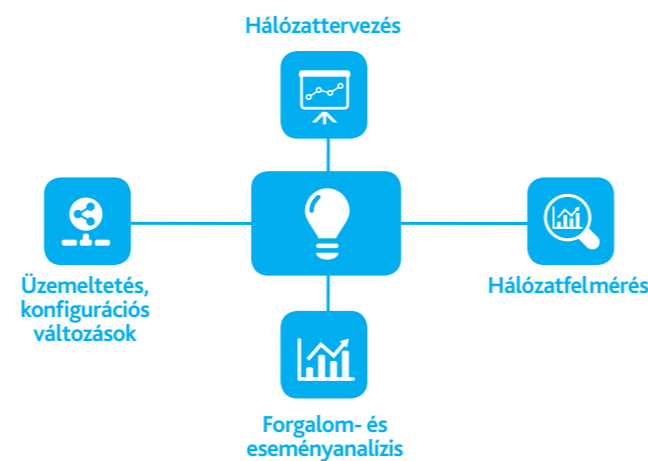 Hálózattervezés
Üzemeltetés,
konfigurációs
változások
Hálózatfelmérés
Forgalom- és
eseményanalízis